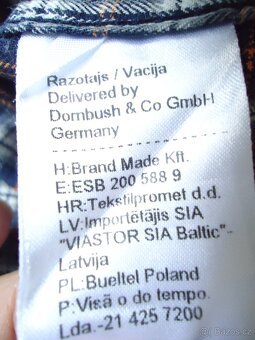 Razotajs / Vacija
Delivered by
Dornbush & Co GmbH
Germany
H:Brand Made Kft.
E:ESB 200 588 9
HR:Tekstilpromet d.d.
LV:Importētājis SIA
"VIASTOR SIA Baltic"-
Latvija
PL:Bueltel Poland
P:Visã o do tempo.
Lda.-21 425 7200